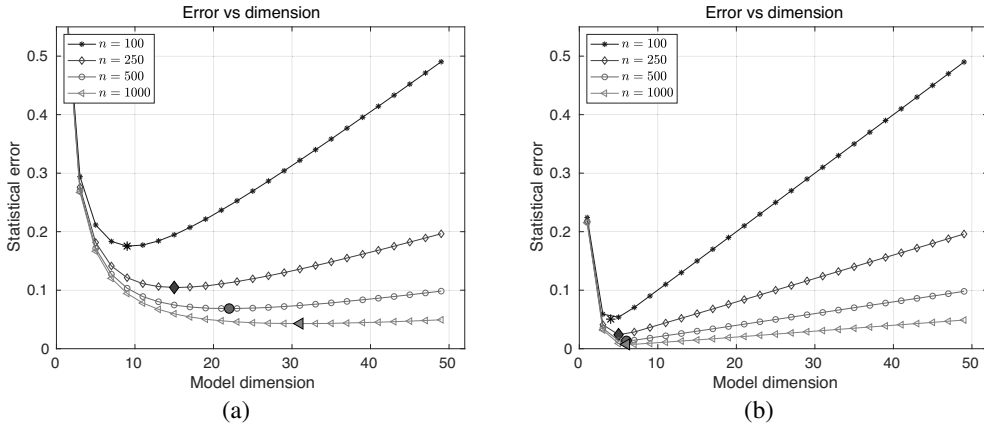 Error vs dimension
0.5
0.4
0.3
0.2
0.1
0
Statistical error
n = 100
n = 250
n = 500
n = 1000
0 10 20 30 40 50
Model dimension
(a)
Error vs dimension
0.5
0.4
0.3
0.2
0.1
0
Statistical error
n = 100
n = 250
n = 500
n = 1000
0 10 20 30 40 50
Model dimension
(b)